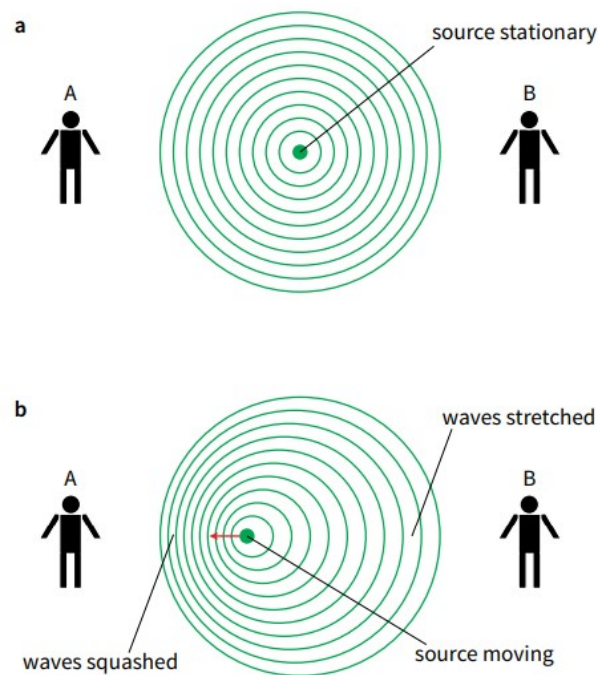 a
source stationary
A
B
b
waves stretched
A
B
waves squashed
source moving